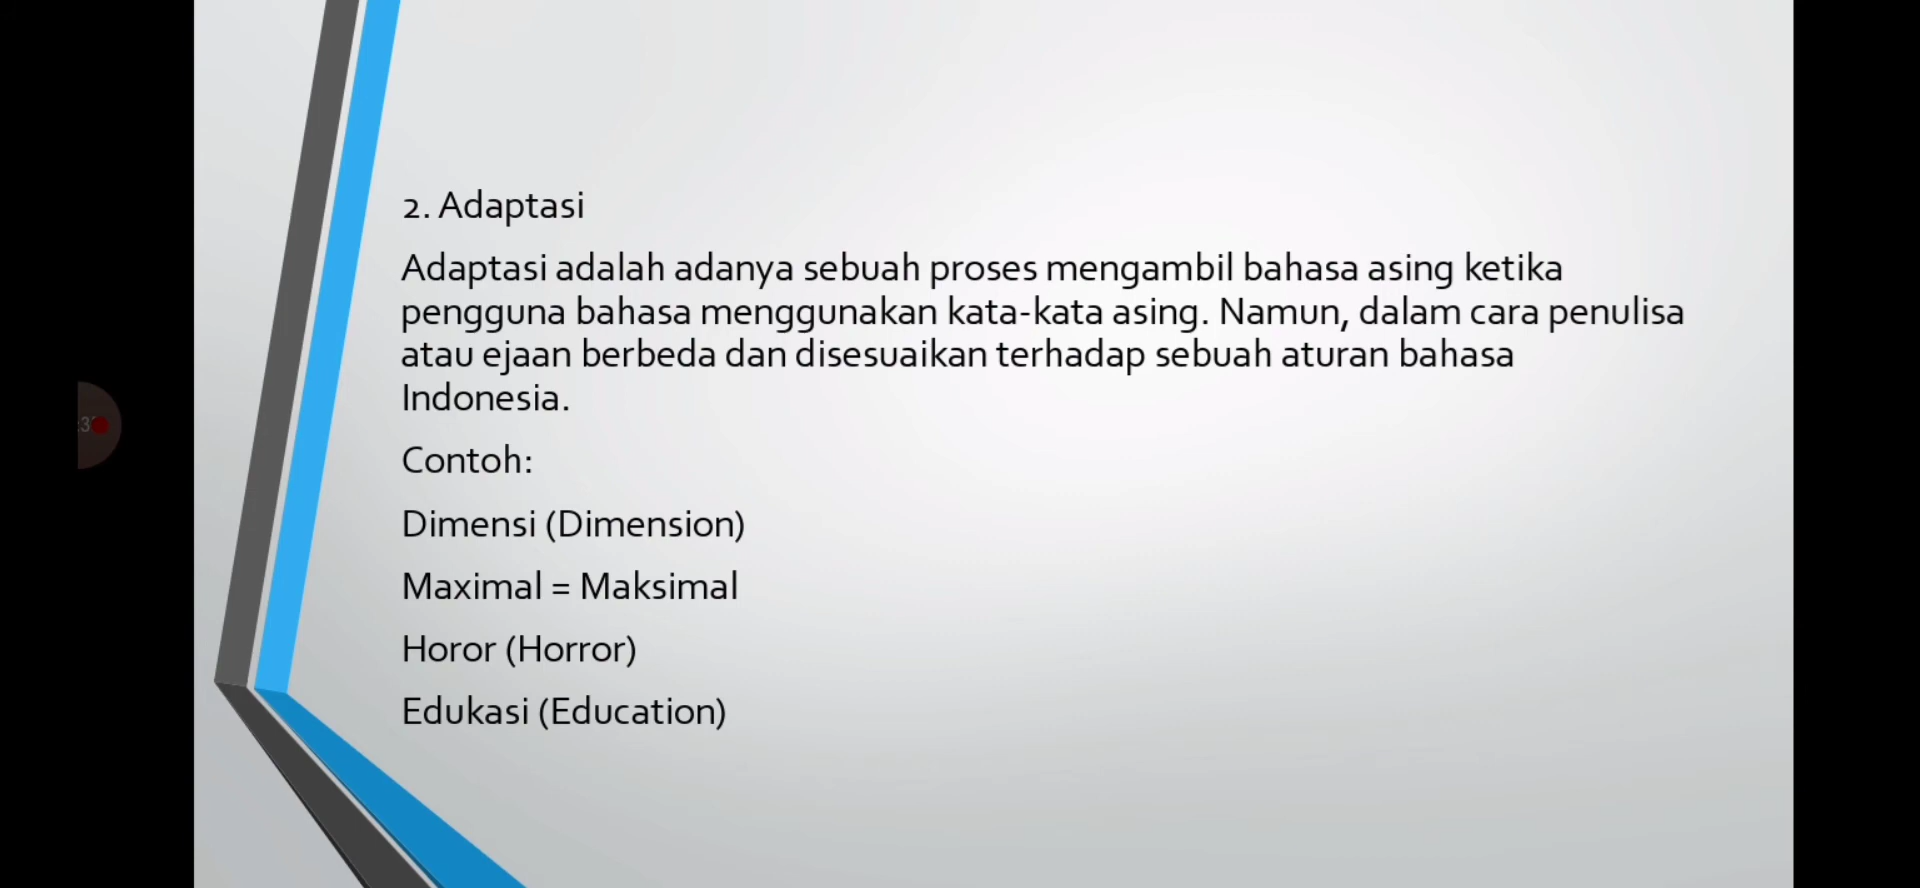 2. Adaptasi
Adaptasi adalah adanya sebuah proses mengambil bahasa asing ketika
pengguna bahasa menggunakan kata-kata asing. Namun, dalam cara penulisa
atau ejaan berbeda dan disesuaikan terhadap sebuah aturan bahasa
Indonesia.
Contoh:
Dimensi (Dimension)
Maximal = Maksimal
Horor (Horror)
Edukasi (Education)